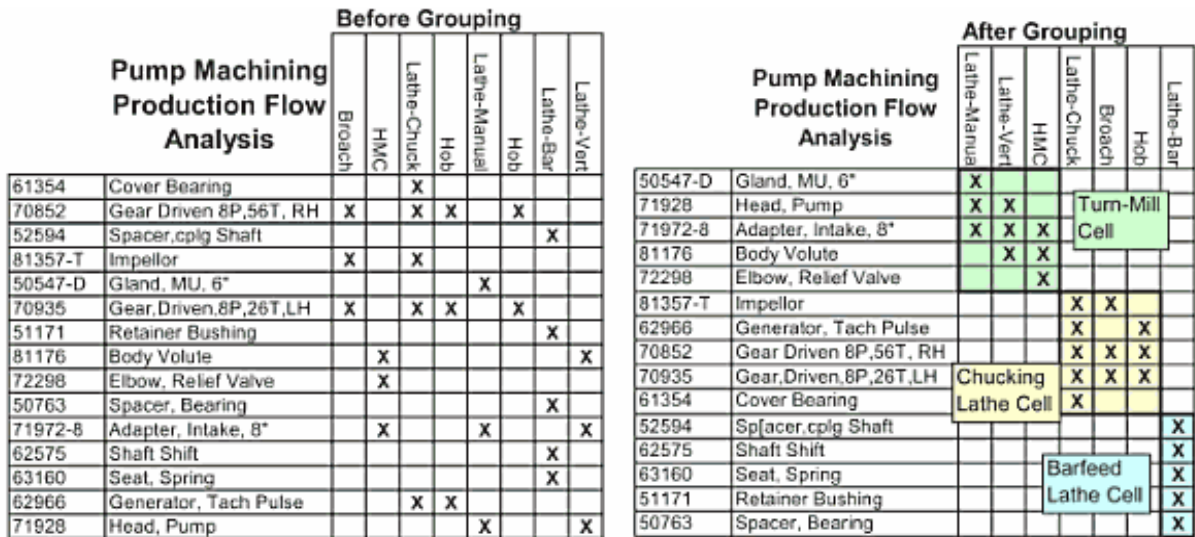 Before Grouping
Pump Machining
Production Flow
Analysis
Broach
HMC
Lathe-Chuck
Hob
Lathe-Manual
Hob
Lathe-Bar
Lathe-Vert
61354 Cover Bearing X
70852 Gear Driven 8P,56T, RH X X X X
52594 Spacer,cplg Shaft X
81357-T Impellor X X
50547-D Gland, MU, 6" X
70935 Gear,Driven,8P,26T,LH X X X X
51171 Retainer Bushing X
81176 Body Volute X X
72298 Elbow, Relief Valve X
50763 Spacer, Bearing X
71972-8 Adapter, Intake, 8" X X X
62575 Shaft Shift X
63160 Seat, Spring X
62966 Generator, Tach Pulse X X
71928 Head, Pump X X
After Grouping
Pump Machining
Production Flow
Analysis
Lathe-Manual
Lathe-Vert
HMC
Lathe-Chuck
Broach
Hob
Lathe-Bar
50547-D Gland, MU, 6" X
71928 Head, Pump X X
71972-8 Adapter, Intake, 8" X X X
81176 Body Volute X X
72298 Elbow, Relief Valve X
Turn-Mill
Cell
81357-T Impellor X X
62966 Generator, Tach Pulse X X
70852 Gear Driven 8P,56T, RH X X X
70935 Gear,Driven,8P,26T,LH X X X
61354 Cover Bearing X
Chucking
Lathe Cell
52594 Sp[acer,cplg Shaft X
62575 Shaft Shift X
63160 Seat, Spring X
51171 Retainer Bushing X
50763 Spacer, Bearing X
Barfeed
Lathe Cell